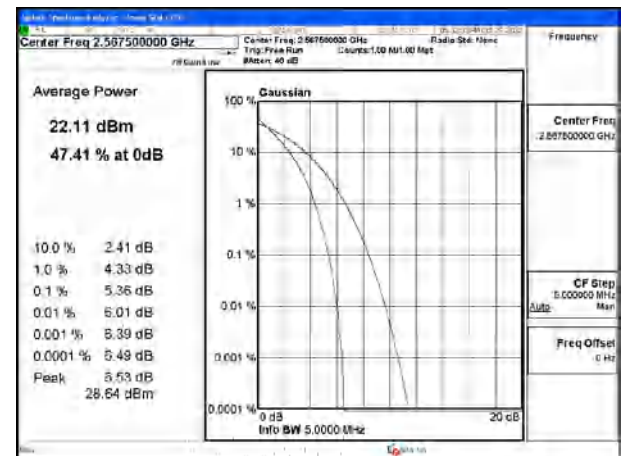 Center Freq 2.567500000 GHz
Center Freq: 2.567500000 GHz
Radio Std: None
Trig: Free Run
Counts:1.00 M/1.00 Mpt
#Atten: 40 dB
Frequency
Average Power
22.11 dBm
47.41 % at 0dB
10.0 % 2.41 dB
1.0 % 4.33 dB
0.1 % 5.36 dB
0.01 % 6.01 dB
0.001 % 6.39 dB
0.0001 % 6.49 dB
Peak 6.53 dB
28.64 dBm
Gaussian
100 %
10 %
1 %
0.1 %
0.01 %
0.001 %
0.0001 %
0 dB
20 dB
Info BW 5.0000 MHz
Center Freq
2.567500000 GHz
CF Step
5.000000 MHz
Auto Man
Freq Offset
0 Hz